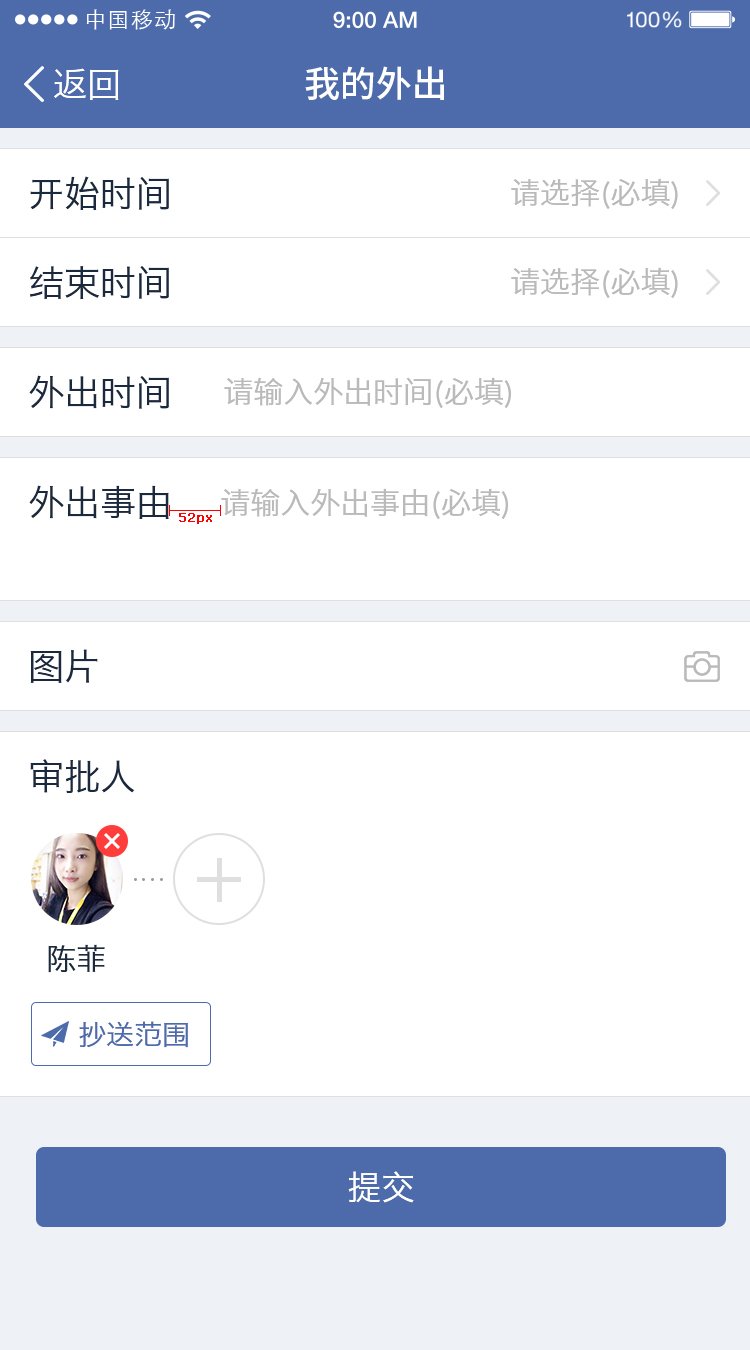 中国移动 9:00 AM 100%
返回 我的外出
开始时间 请选择(必填)
结束时间 请选择(必填)
外出时间 请输入外出时间(必填)
外出事由 52px 请输入外出事由(必填)
图片
审批人
陈菲
抄送范围
提交